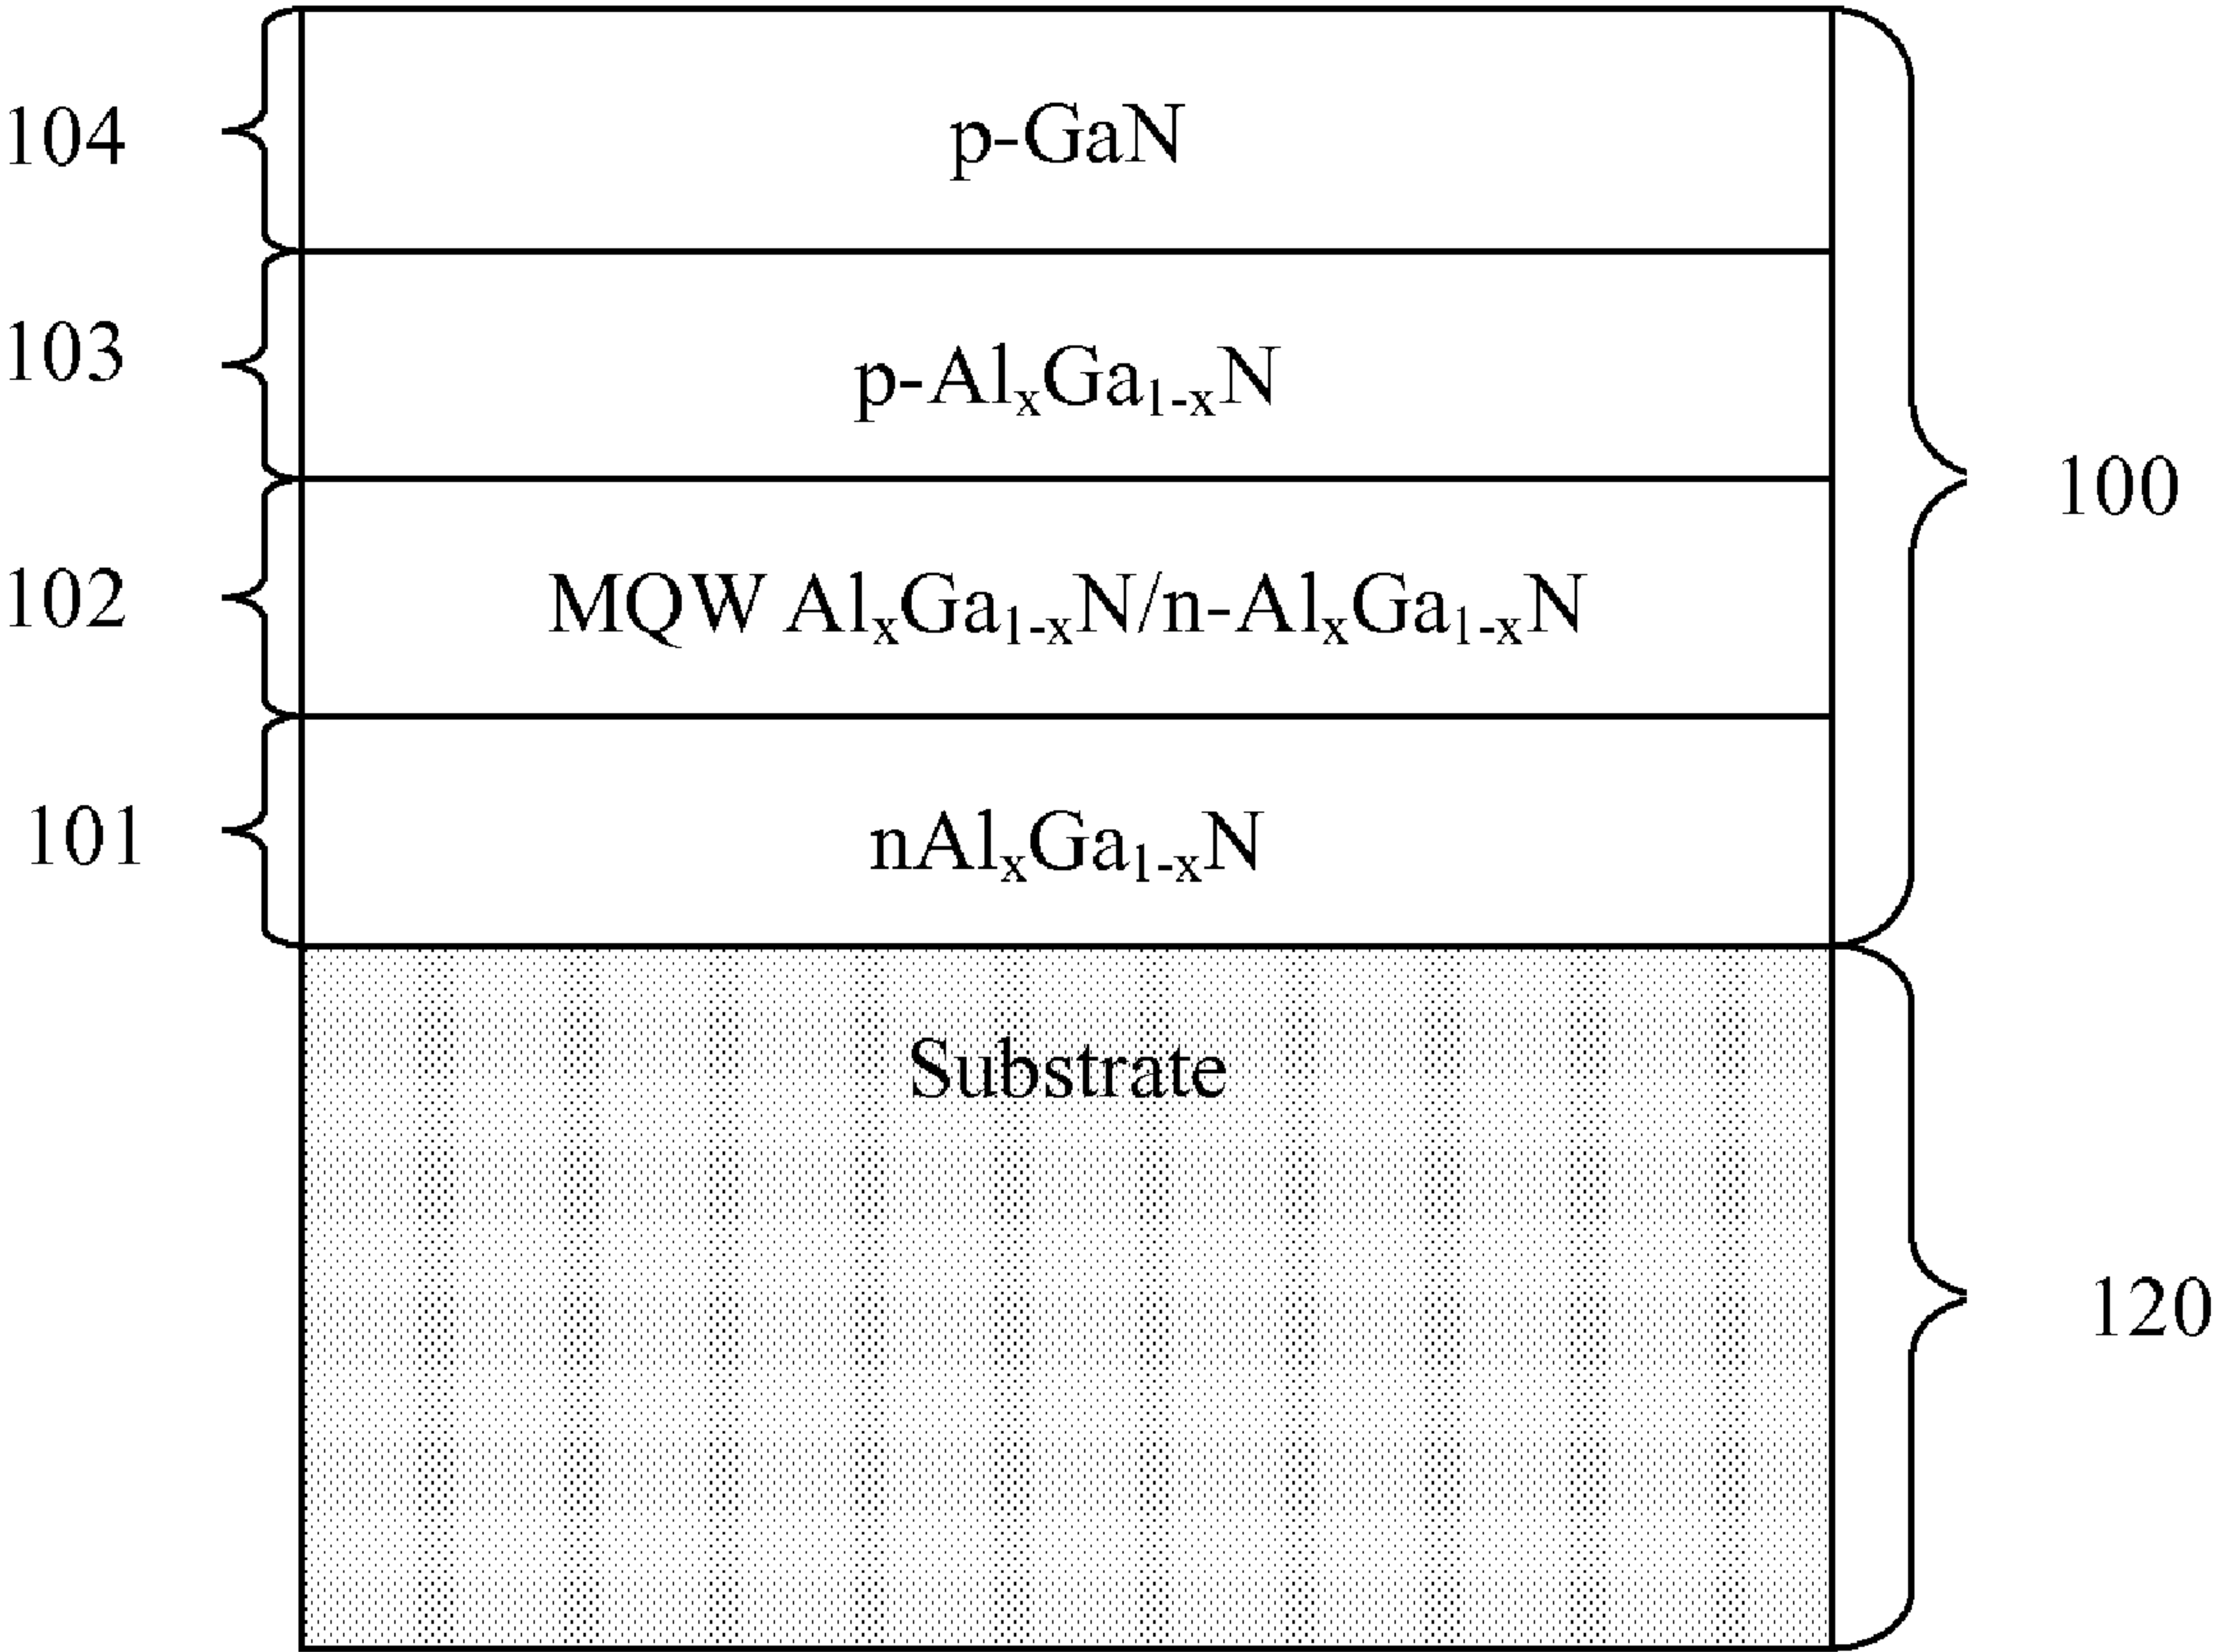 104
p-GaN
103
p-AlₓGa₁₋ₓN
100
102
MQW AlₓGa₁₋ₓN/n-AlₓGa₁₋ₓN
101
nAlₓGa₁₋ₓN
Substrate
120